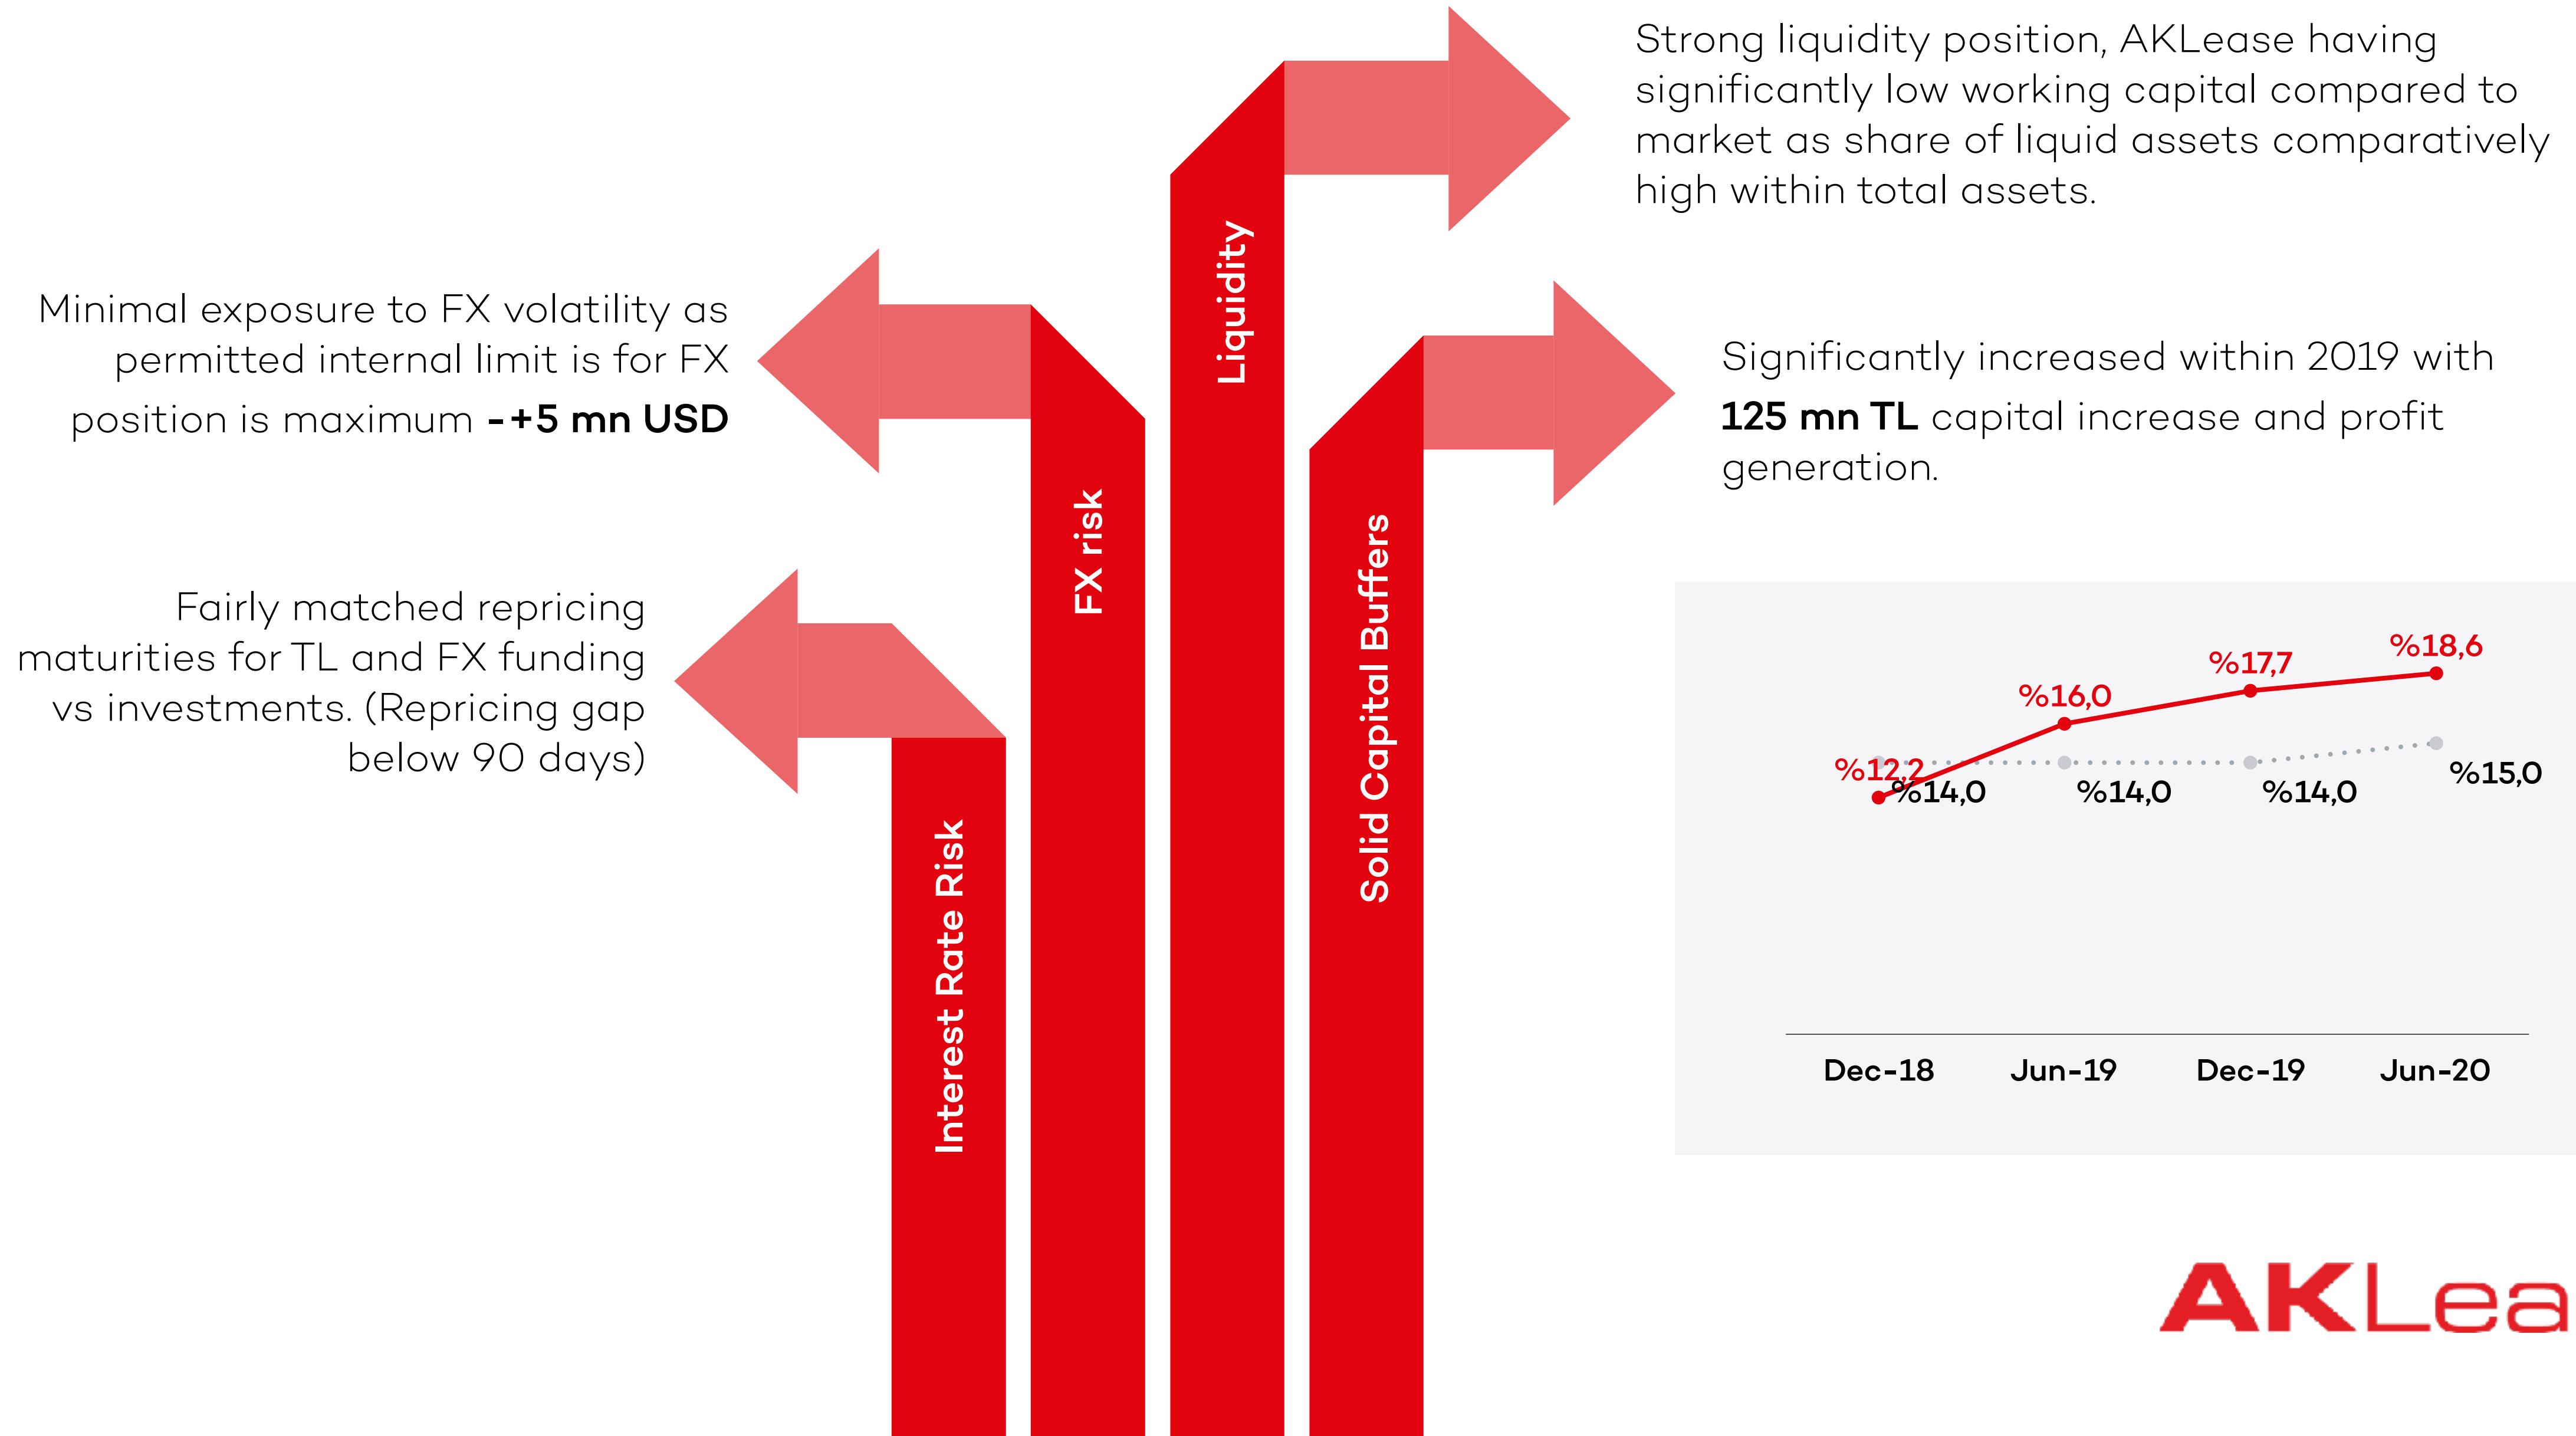 Strong liquidity position, AKLease having
significantly low working capital compared to
market as share of liquid assets comparatively
high within total assets.
Minimal exposure to FX volatility as
permitted internal limit is for FX
position is maximum -+5 mn USD
Significantly increased within 2019 with
125 mn TL capital increase and profit
generation.
Fairly matched repricing
maturities for TL and FX funding
vs investments. (Repricing gap
below 90 days)
Interest Rate Risk
FX risk
Liquidity
Solid Capital Buffers
%12,2
%16,0
%17,7
%18,6
%14,0
%14,0
%14,0
%15,0
Dec-18
Jun-19
Dec-19
Jun-20
AKLea